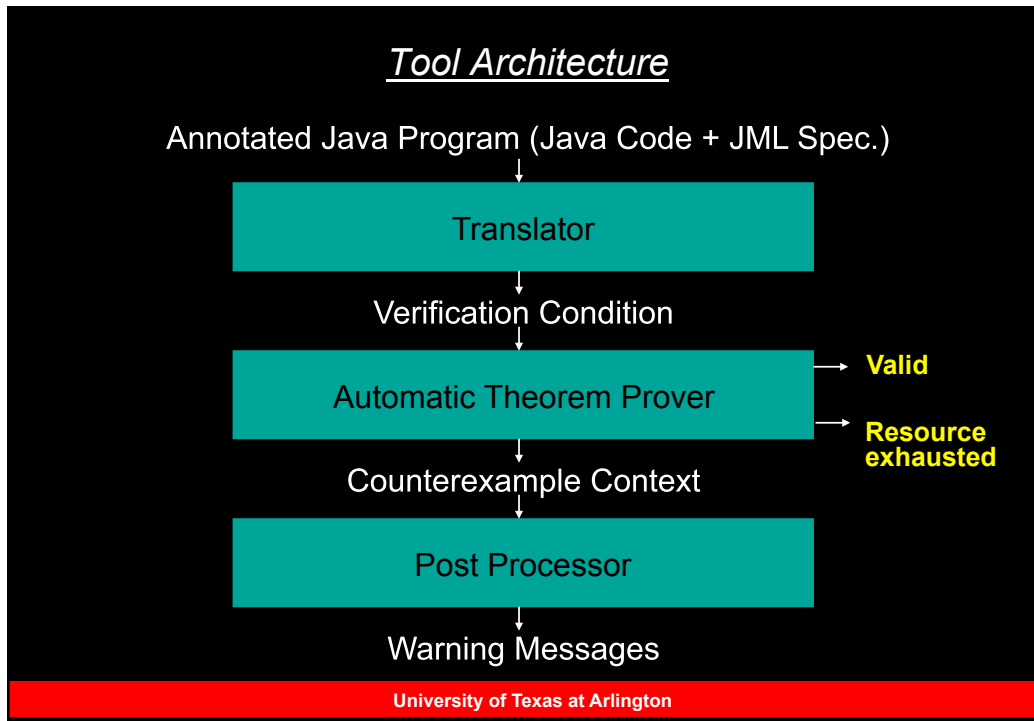 Tool Architecture
Annotated Java Program (Java Code + JML Spec.)
Translator
Verification Condition
Valid
Automatic Theorem Prover
Resource
exhausted
Counterexample Context
Post Processor
Warning Messages
University of Texas at Arlington